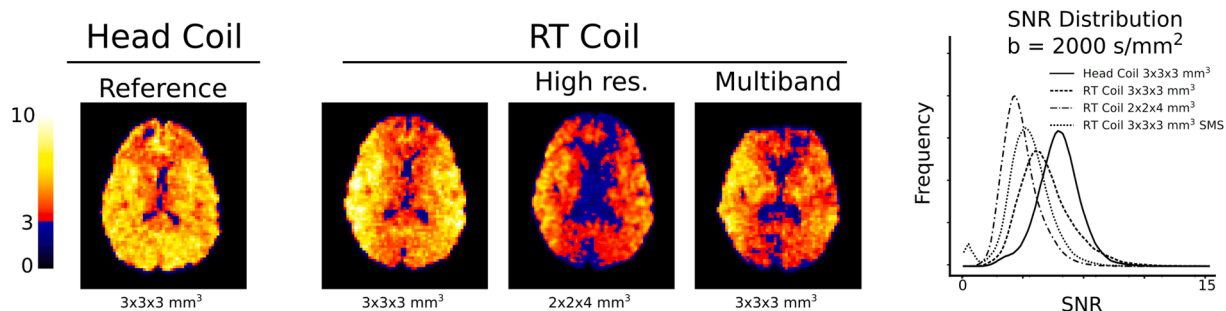 Head Coil
Reference
10
3
0
3x3x3 mm³
RT Coil
High res.
Multiband
3x3x3 mm³
2x2x4 mm³
3x3x3 mm³
SNR Distribution
b = 2000 s/mm²
Head Coil 3x3x3 mm³
RT Coil 3x3x3 mm³
RT Coil 2x2x4 mm³
RT Coil 3x3x3 mm³ SMS
Frequency
0
15
SNR